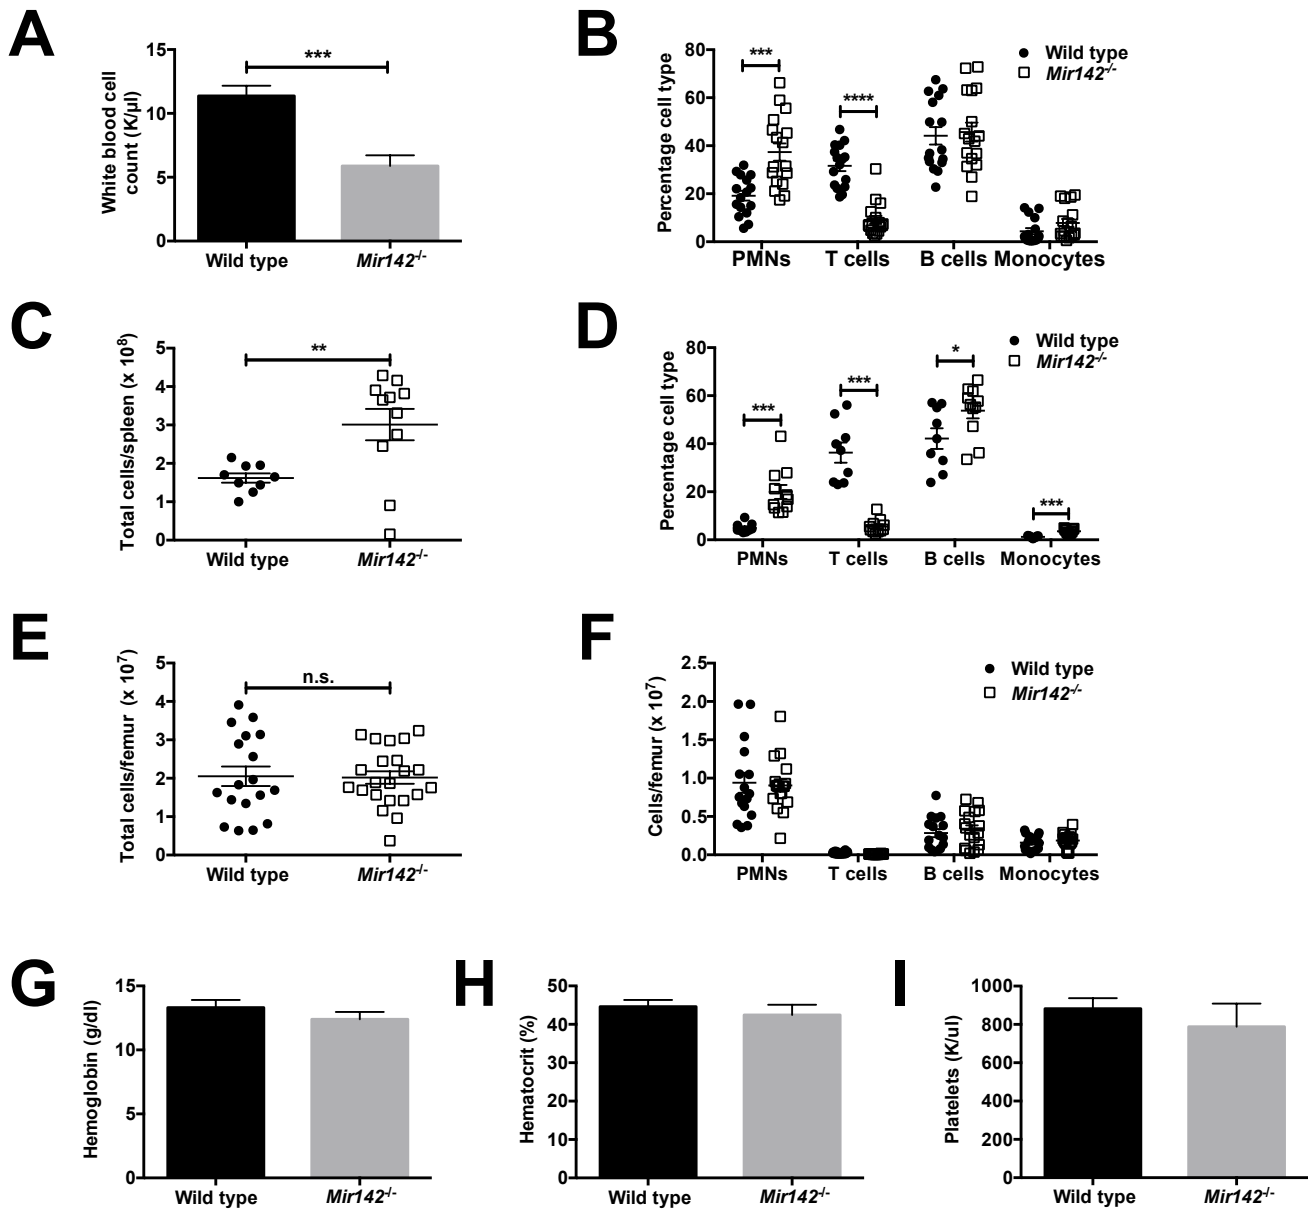 A
White blood cell
count (K/µl)
15
10
5
0
***
Wild type
Mir142-/-
B
Percentage cell type
80
60
40
20
0
***
****
Wild type
Mir142-/-
PMNs
T cells
B cells
Monocytes
C
Total cells/spleen (x 10⁸)
5
4
3
2
1
0
**
Wild type
Mir142-/-
D
Percentage cell type
80
60
40
20
0
***
***
*
***
Wild type
Mir142-/-
PMNs
T cells
B cells
Monocytes
E
Total cells/femur (x 10⁷)
5
4
3
2
1
0
n.s.
Wild type
Mir142-/-
F
Cells/femur (x 10⁷)
2.5
2.0
1.5
1.0
0.5
0.0
Wild type
Mir142-/-
PMNs
T cells
B cells
Monocytes
G
Hemoglobin (g/dl)
15
10
5
0
Wild type
Mir142-/-
H
Hematocrit (%)
50
40
30
20
10
0
Wild type
Mir142-/-
I
Platelets (K/ul)
1000
800
600
400
200
0
Wild type
Mir142-/-